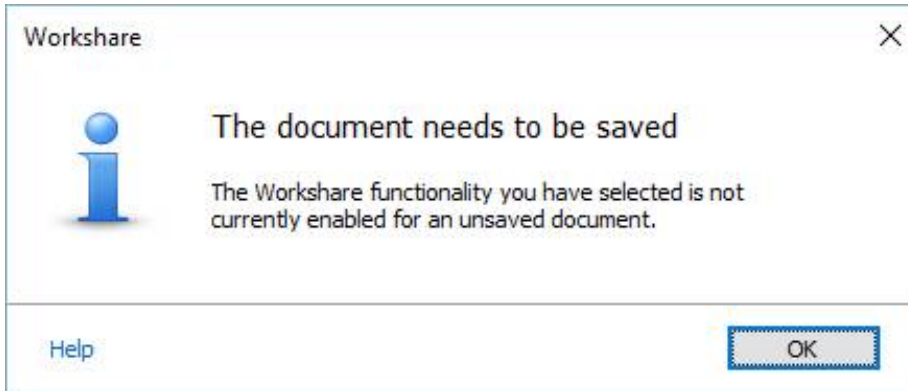 Workshare
The document needs to be saved
The Workshare functionality you have selected is not
currently enabled for an unsaved document.
Help
OK